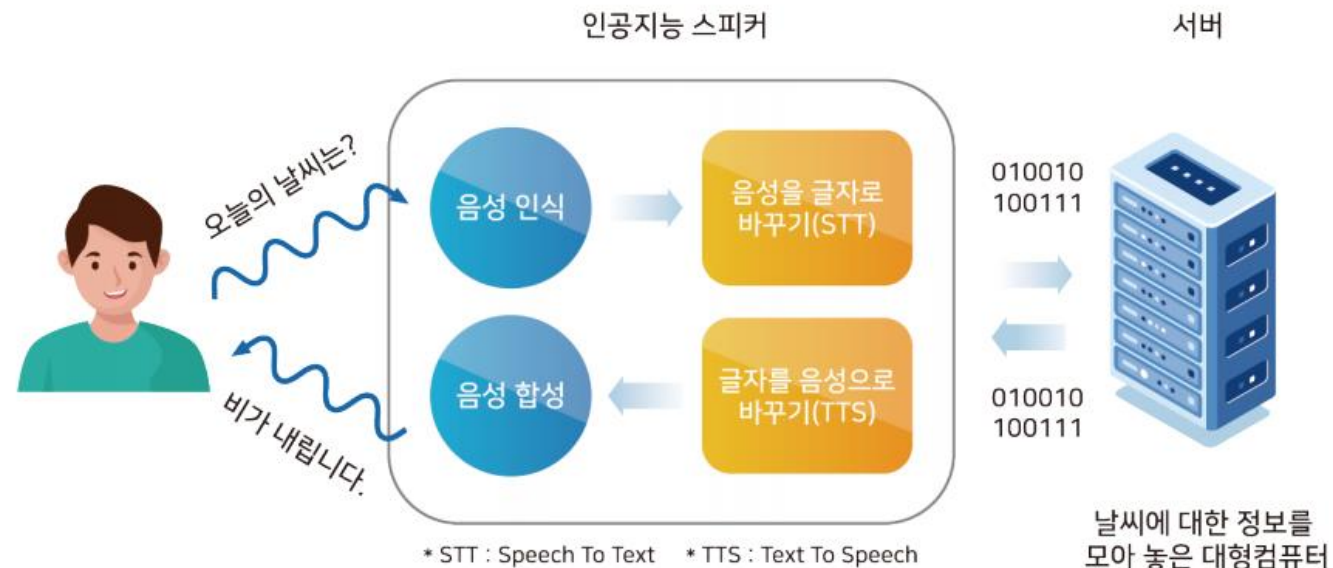 인공지능 스피커
서버
오늘의 날씨는?
음성 인식
음성을 글자로
바꾸기(STT)
010010
100111
비가 내립니다.
음성 합성
글자를 음성으로
바꾸기(TTS)
010010
100111
* STT : Speech To Text * TTS : Text To Speech
날씨에 대한 정보를
모아 놓은 대형컴퓨터